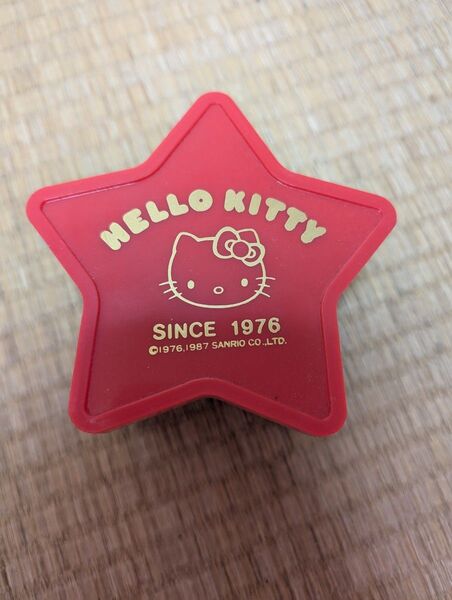 HELLO KITTY
SINCE 1976
©1976,1987 SANRIO CO.,LTD.